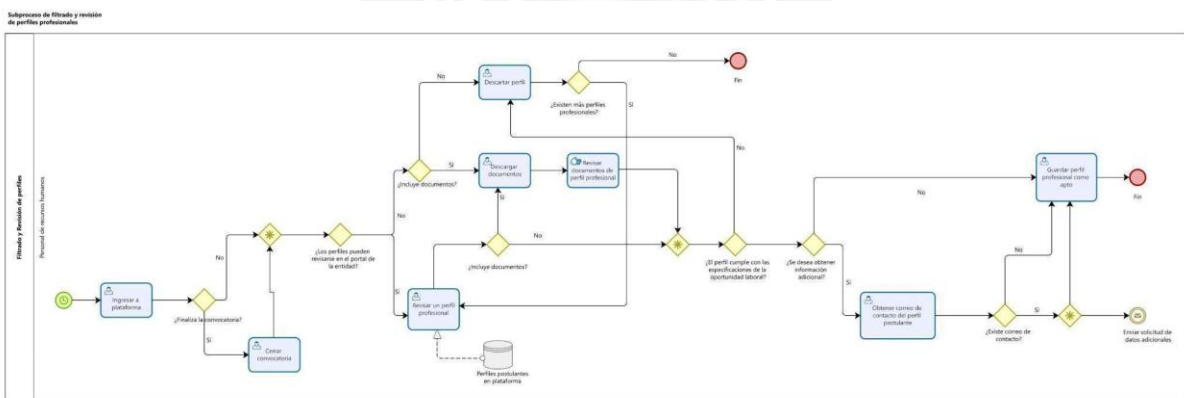 Subproceso de filtrado y revisión
de perfiles profesionales
Filtrado y Revisión de perfiles
Personal de recursos humanos
Ingresar a
plataforma
¿Finaliza la convocatoria?
No
Si
Cerrar
convocatoria
¿Los perfiles pueden
revisarse en el portal de
la entidad?
No
Si
¿Incluye documentos?
No
Si
Descartar perfil
¿Existen más perfiles
profesionales?
No
Si
Fin
Descargar
documentos
Revisar
documentos de
perfil profesional
Revisar un perfil
profesional
Perfiles postulantes
en plataforma
¿Incluye documentos?
Si
No
¿El perfil cumple con las
especificaciones de la
oportunidad laboral?
No
Si
¿Se desea obtener
información
adicional?
No
Si
Obtener correo de
contacto del perfil
postulante
¿Existe correo de
contacto?
No
Si
Guardar perfil
profesional como
apto
Fin
Enviar solicitud de
datos adicionales